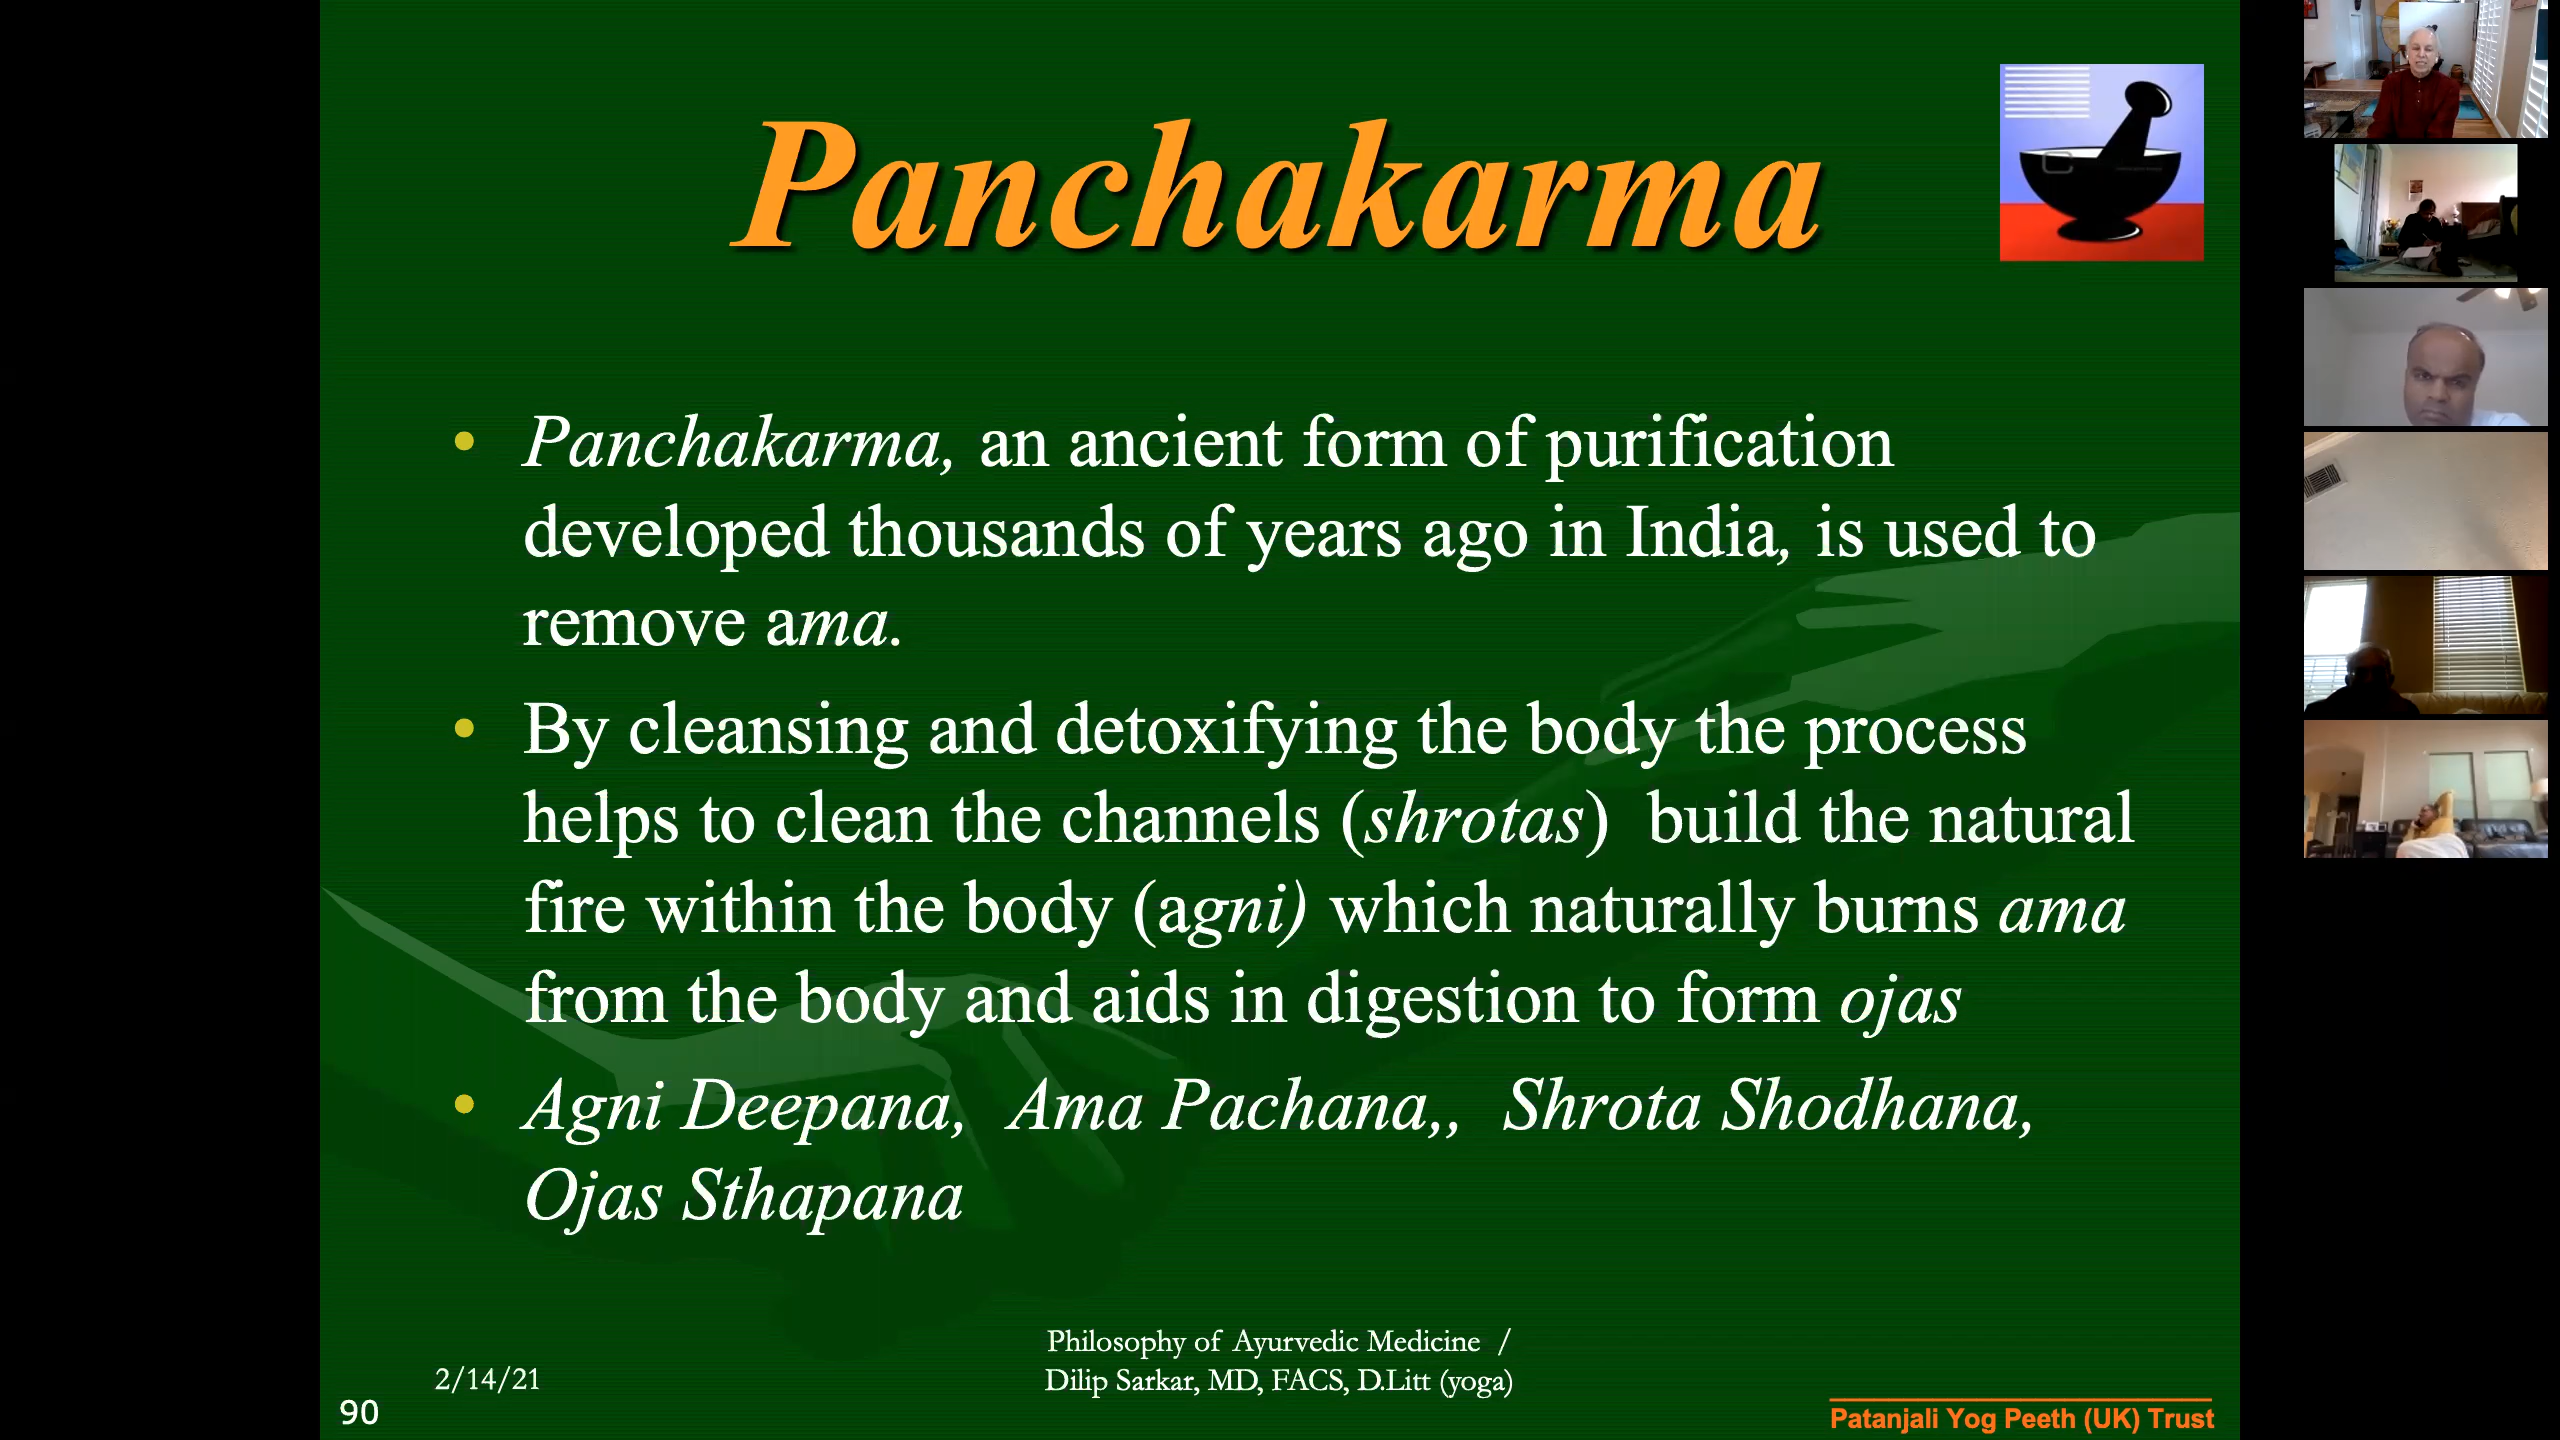 Panchakarma
• Panchakarma, an ancient form of purification
developed thousands of years ago in India, is used to
remove ama.
• By cleansing and detoxifying the body the process
helps to clean the channels (shrotas) build the natural
fire within the body (agni) which naturally burns ama
from the body and aids in digestion to form ojas
• Agni Deepana, Ama Pachana,, Shrota Shodhana,
Ojas Sthapana
Philosophy of Ayurvedic Medicine /
Dilip Sarkar, MD, FACS, D.Litt (yoga)
2/14/21
90
Patanjali Yog Peeth (UK) Trust